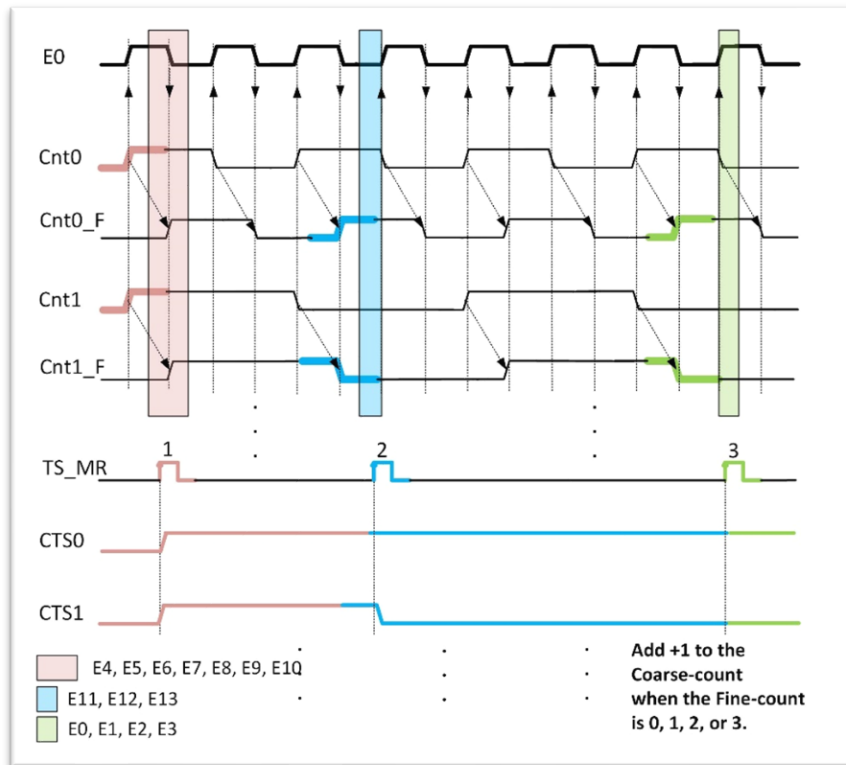 E0
Cnt0
Cnt0_F
Cnt1
Cnt1_F
1
2
3
TS_MR
CTS0
CTS1
E4, E5, E6, E7, E8, E9, E10
E11, E12, E13
E0, E1, E2, E3
Add +1 to the
Coarse-count
when the Fine-count
is 0, 1, 2, or 3.